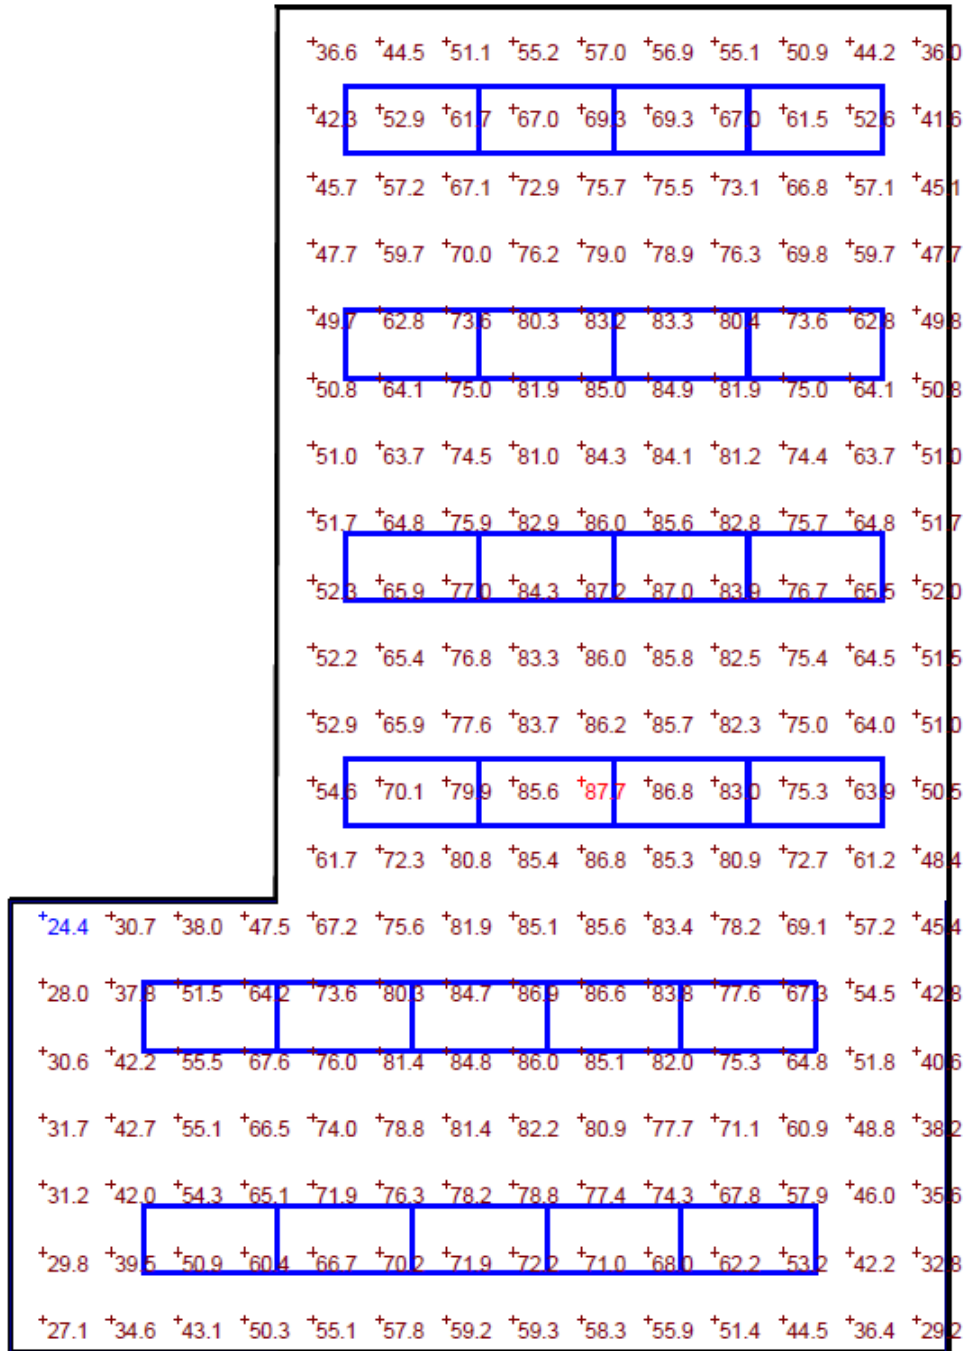 +36.6 +44.5 +51.1 +55.2 +57.0 +56.9 +55.1 +50.9 +44.2 +36.0
+42.3 +52.9 +61.7 +67.0 +69.3 +69.3 +67.0 +61.5 +52.6 +41.6
+45.7 +57.2 +67.1 +72.9 +75.7 +75.5 +73.1 +66.8 +57.1 +45.1
+47.7 +59.7 +70.0 +76.2 +79.0 +78.9 +76.3 +69.8 +59.7 +47.7
+49.7 +62.8 +73.6 +80.3 +83.2 +83.3 +80.4 +73.6 +62.8 +49.8
+50.8 +64.1 +75.0 +81.9 +85.0 +84.9 +81.9 +75.0 +64.1 +50.8
+51.0 +63.7 +74.5 +81.0 +84.3 +84.1 +81.2 +74.4 +63.7 +51.0
+51.7 +64.8 +75.9 +82.9 +86.0 +85.6 +82.8 +75.7 +64.8 +51.7
+52.3 +65.9 +77.0 +84.3 +87.2 +87.0 +83.9 +76.7 +65.5 +52.0
+52.2 +65.4 +76.8 +83.3 +86.0 +85.8 +82.5 +75.4 +64.5 +51.5
+52.9 +65.9 +77.6 +83.7 +86.2 +85.7 +82.3 +75.0 +64.0 +51.0
+54.6 +70.1 +79.9 +85.6 +87.7 +86.8 +83.0 +75.3 +63.9 +50.5
+61.7 +72.3 +80.8 +85.4 +86.8 +85.3 +80.9 +72.7 +61.2 +48.4
+24.4 +30.7 +38.0 +47.5 +67.2 +75.6 +81.9 +85.1 +85.6 +83.4 +78.2 +69.1 +57.2 +45.4
+28.0 +37.8 +51.5 +64.2 +73.6 +80.3 +84.7 +86.9 +86.6 +83.8 +77.6 +67.3 +54.5 +42.8
+30.6 +42.2 +55.5 +67.6 +76.0 +81.4 +84.8 +86.0 +85.1 +82.0 +75.3 +64.8 +51.8 +40.6
+31.7 +42.7 +55.1 +66.5 +74.0 +78.8 +81.4 +82.2 +80.9 +77.7 +71.1 +60.9 +48.8 +38.2
+31.2 +42.0 +54.3 +65.1 +71.9 +76.3 +78.2 +78.8 +77.4 +74.3 +67.8 +57.9 +46.0 +35.6
+29.8 +39.5 +50.9 +60.4 +66.7 +70.2 +71.9 +72.2 +71.0 +68.0 +62.2 +53.2 +42.2 +32.8
+27.1 +34.6 +43.1 +50.3 +55.1 +57.8 +59.2 +59.3 +58.3 +55.9 +51.4 +44.5 +36.4 +29.2